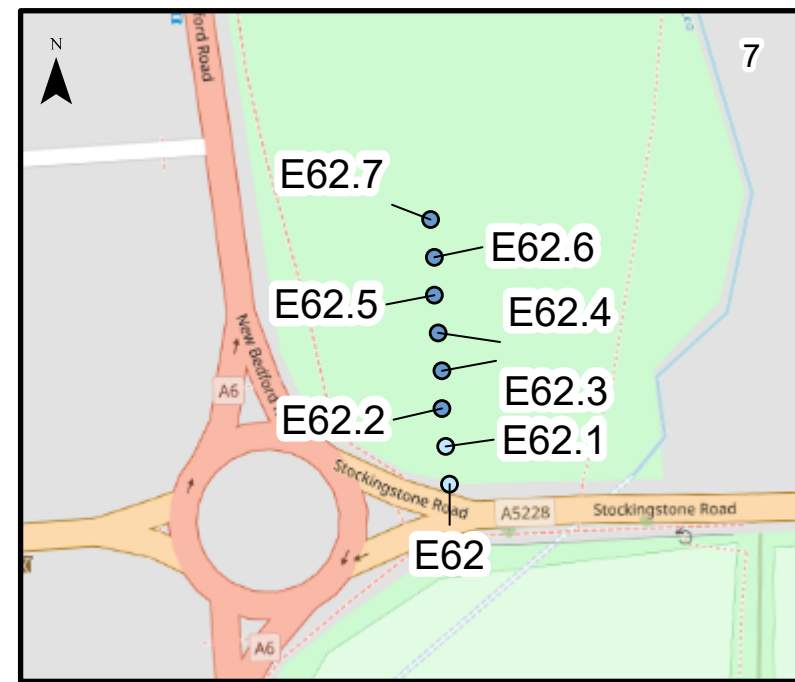 N
ford Road
7
E62.7
E62.6
E62.5
E62.4
New Bedford
A6
E62.3
E62.2
E62.1
Stockingstone Road
A5228
Stockingstone Road
E62
A6